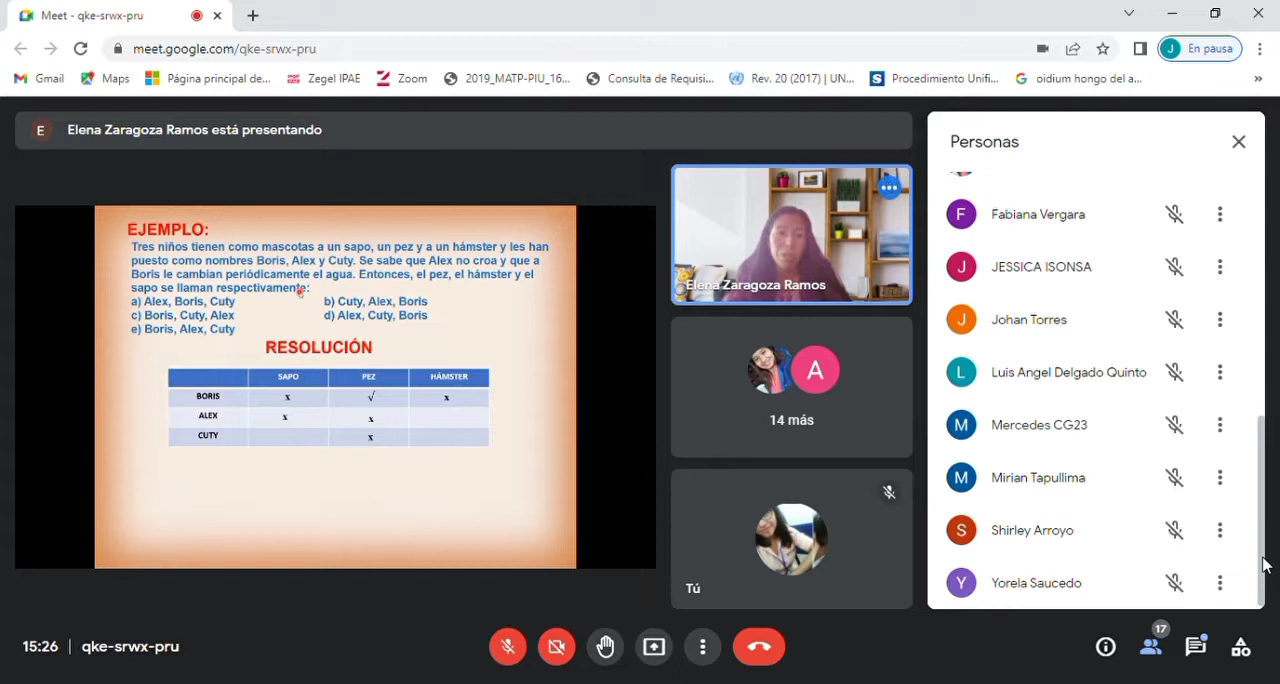 Meet - qke-srwx-pru
meet.google.com/qke-srwx-pru
J En pausa
Gmail Maps Página principal de... Zegel IPAE Zoom 2019_MATP-PIU_16... Consulta de Requisi... Rev. 20 (2017) | UN... Procedimiento Unifi... oidium hongo del a... »
E Elena Zaragoza Ramos está presentando
EJEMPLO:
Tres niños tienen como mascotas a un sapo, un pez y a un hámster y les han
puesto como nombres Boris, Alex y Cuty. Se sabe que Alex no croa y que a
Boris le cambian periódicamente el agua. Entonces, el pez, el hámster y el
sapo se llaman respectivamente:
a) Alex, Boris, Cuty b) Cuty, Alex, Boris
c) Boris, Cuty, Alex d) Alex, Cuty, Boris
e) Boris, Alex, Cuty
RESOLUCIÓN
SAPO PEZ HÁMSTER
BORIS x √ x
ALEX x x
CUTY x
Elena Zaragoza Ramos
A
14 más
Tú
Personas
F Fabiana Vergara
J JESSICA ISONSA
J Johan Torres
L Luis Angel Delgado Quinto
M Mercedes CG23
M Mirian Tapullima
S Shirley Arroyo
Y Yorela Saucedo
15:26 | qke-srwx-pru
17